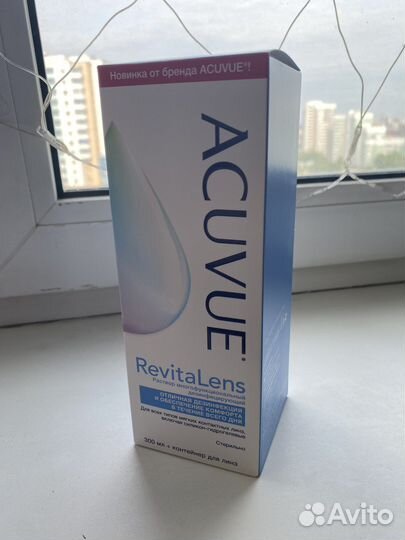 Новинка от бренда ACUVUE®!
ACUVUE®
RevitaLens
Раствор многофункциональный
дезинфицирующий
ОТЛИЧНАЯ ДЕЗИНФЕКЦИЯ
И ОБЕСПЕЧЕНИЕ КОМФОРТА
В ТЕЧЕНИЕ ВСЕГО ДНЯ
Для всех типов мягких контактных линз,
включая силикон-гидрогелевые
Стерильно
300 мл + контейнер для линз
Avito